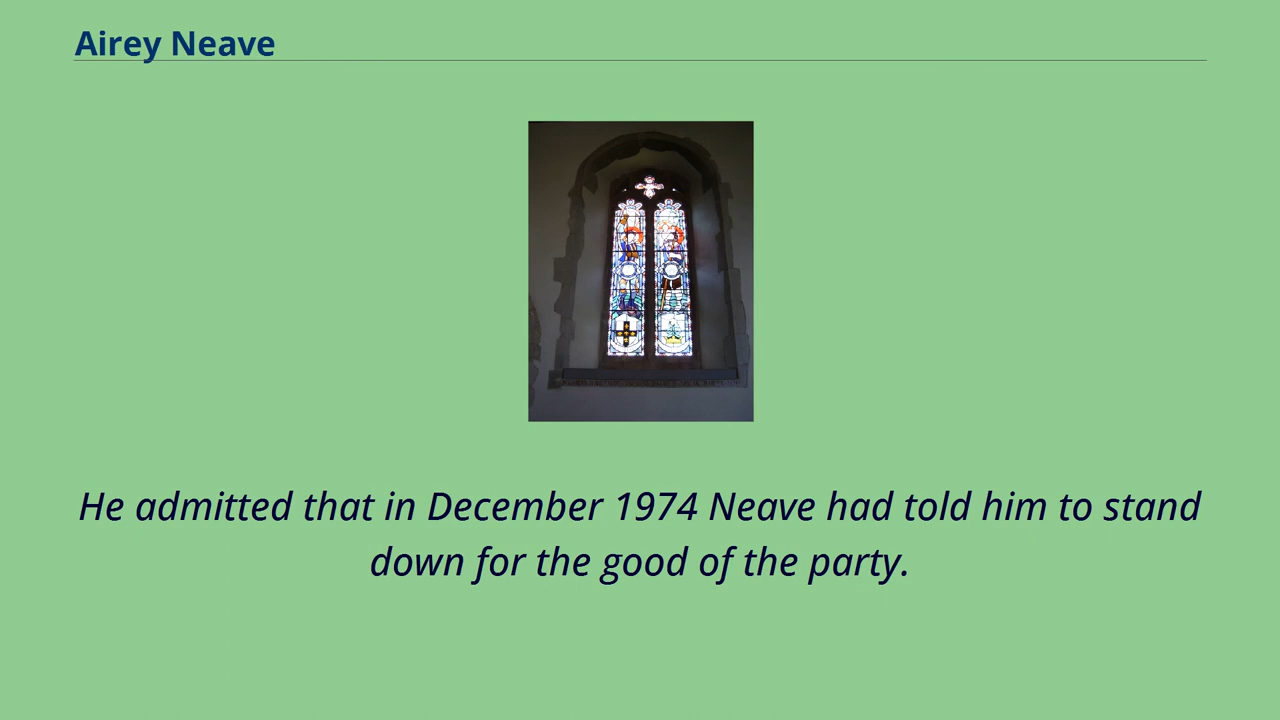 Airey Neave
He admitted that in December 1974 Neave had told him to stand
down for the good of the party.